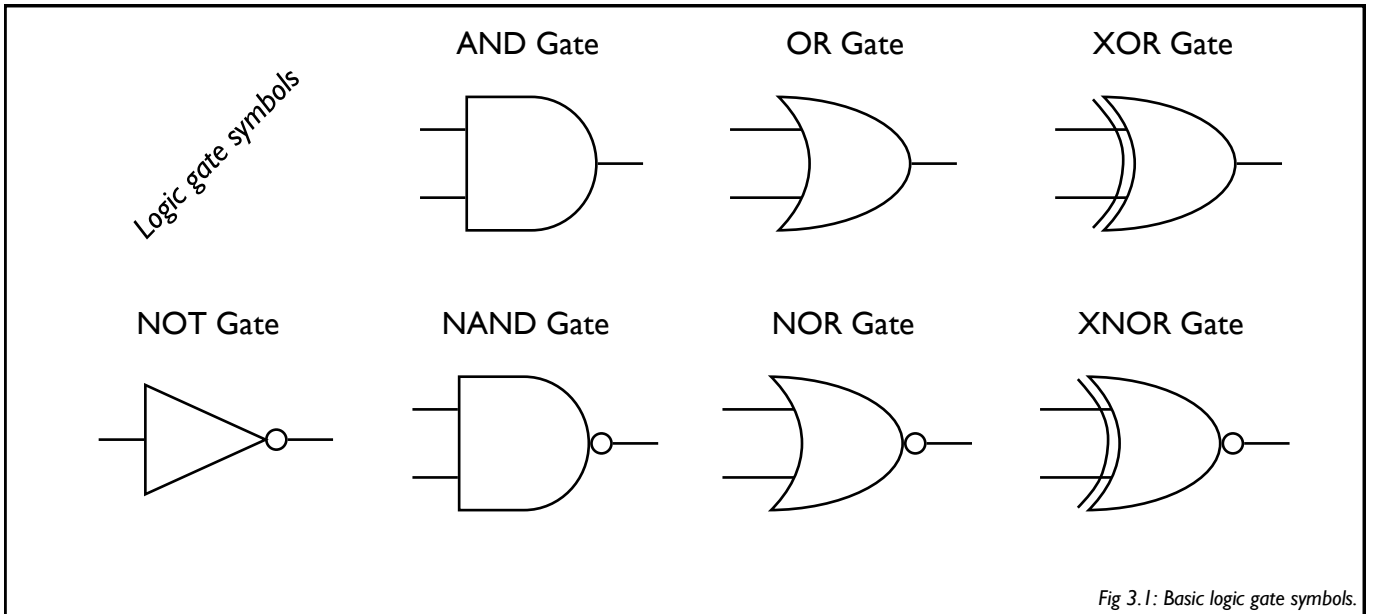 Logic gate symbols
AND Gate
OR Gate
XOR Gate
NOT Gate
NAND Gate
NOR Gate
XNOR Gate
Fig 3.1: Basic logic gate symbols.